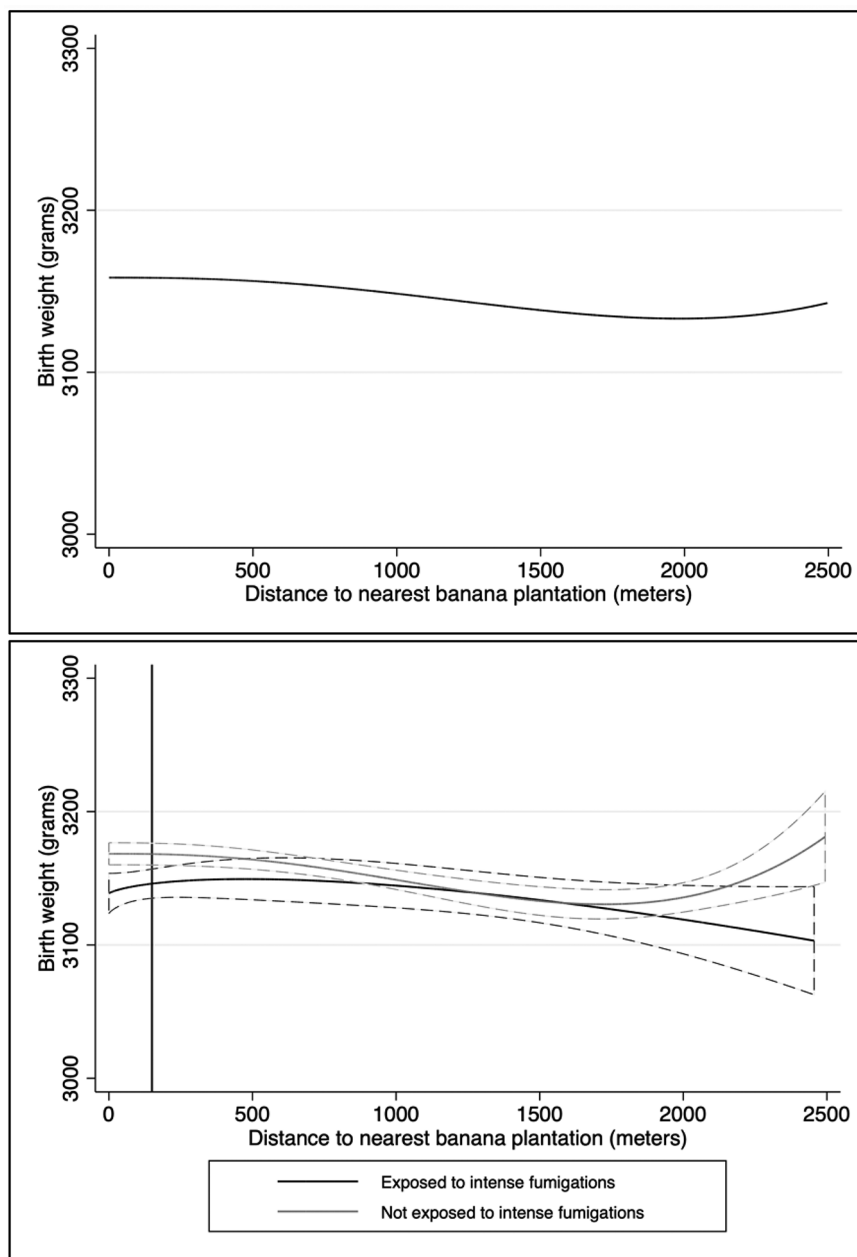 3300
3200
3100
3000
Birth weight (grams)
0 500 1000 1500 2000 2500
Distance to nearest banana plantation (meters)
3300
3200
3100
3000
Birth weight (grams)
0 500 1000 1500 2000 2500
Distance to nearest banana plantation (meters)
Exposed to intense fumigations
Not exposed to intense fumigations